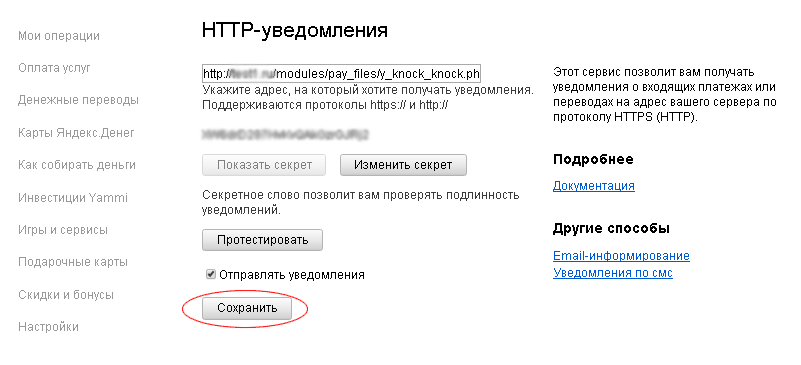 HTTP-уведомления
Мои операции
Оплата услуг
Денежные переводы
Карты Яндекс.Денег
Как собирать деньги
Инвестиции Yammi
Игры и сервисы
Подарочные карты
Скидки и бонусы
Настройки
http://test1.ru/modules/pay_files/y_knock_knock.ph
Укажите адрес, на который хотите получать уведомления.
Поддерживаются протоколы https:// и http://
Показать секрет
Изменить секрет
Секретное слово позволит вам проверять подлинность
уведомлений.
Протестировать
Отправлять уведомления
Сохранить
Этот сервис позволит вам получать
уведомления о входящих платежах или
переводах на адрес вашего сервера по
протоколу HTTPS (HTTP).
Подробнее
Документация
Другие способы
Email-информирование
Уведомления по смс